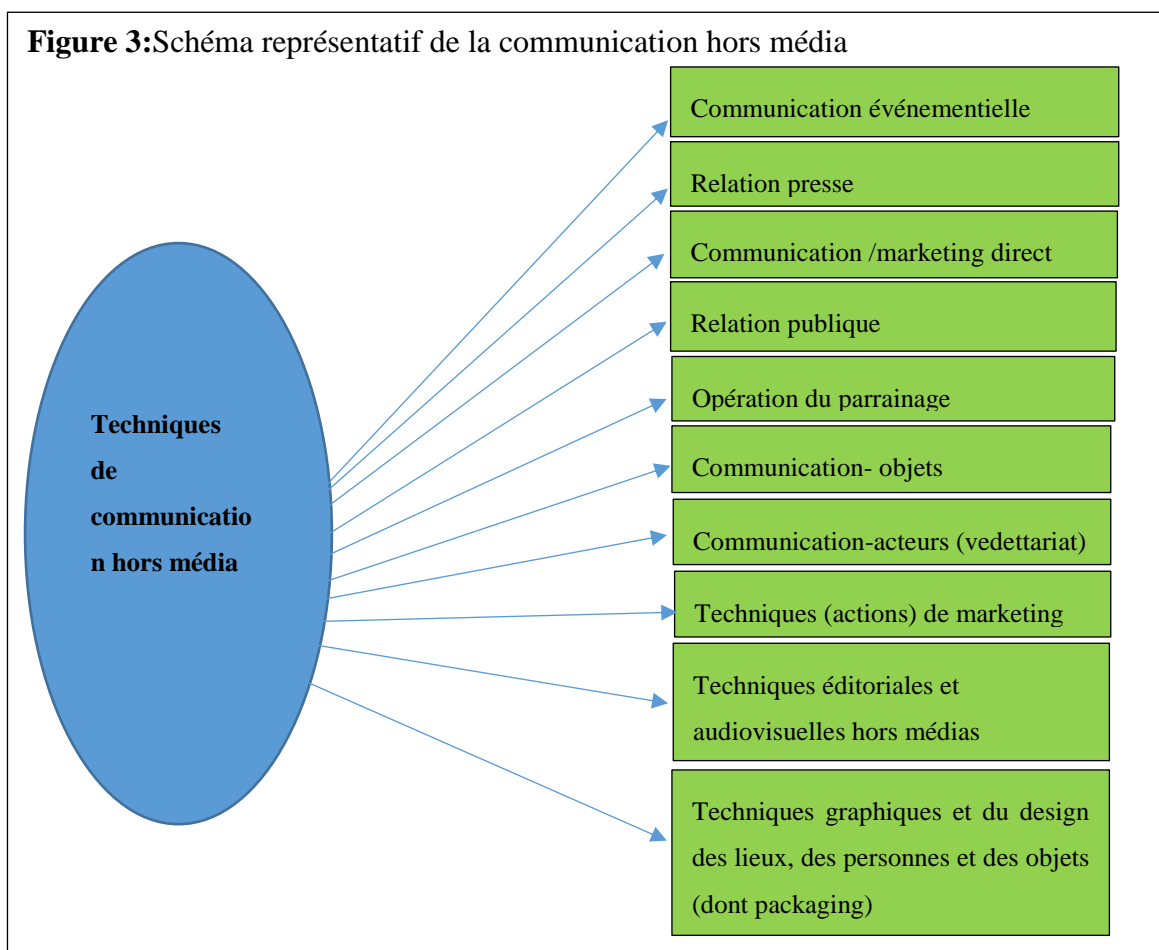 Figure 3:Schéma représentatif de la communication hors média
Communication événementielle
Relation presse
Communication /marketing direct
Relation publique
Opération du parrainage
Communication- objets
Communication-acteurs (vedettariat)
Techniques (actions) de marketing
Techniques éditoriales et
audiovisuelles hors médias
Techniques graphiques et du design
des lieux, des personnes et des objets
(dont packaging)
Techniques
de
communicatio
n hors média